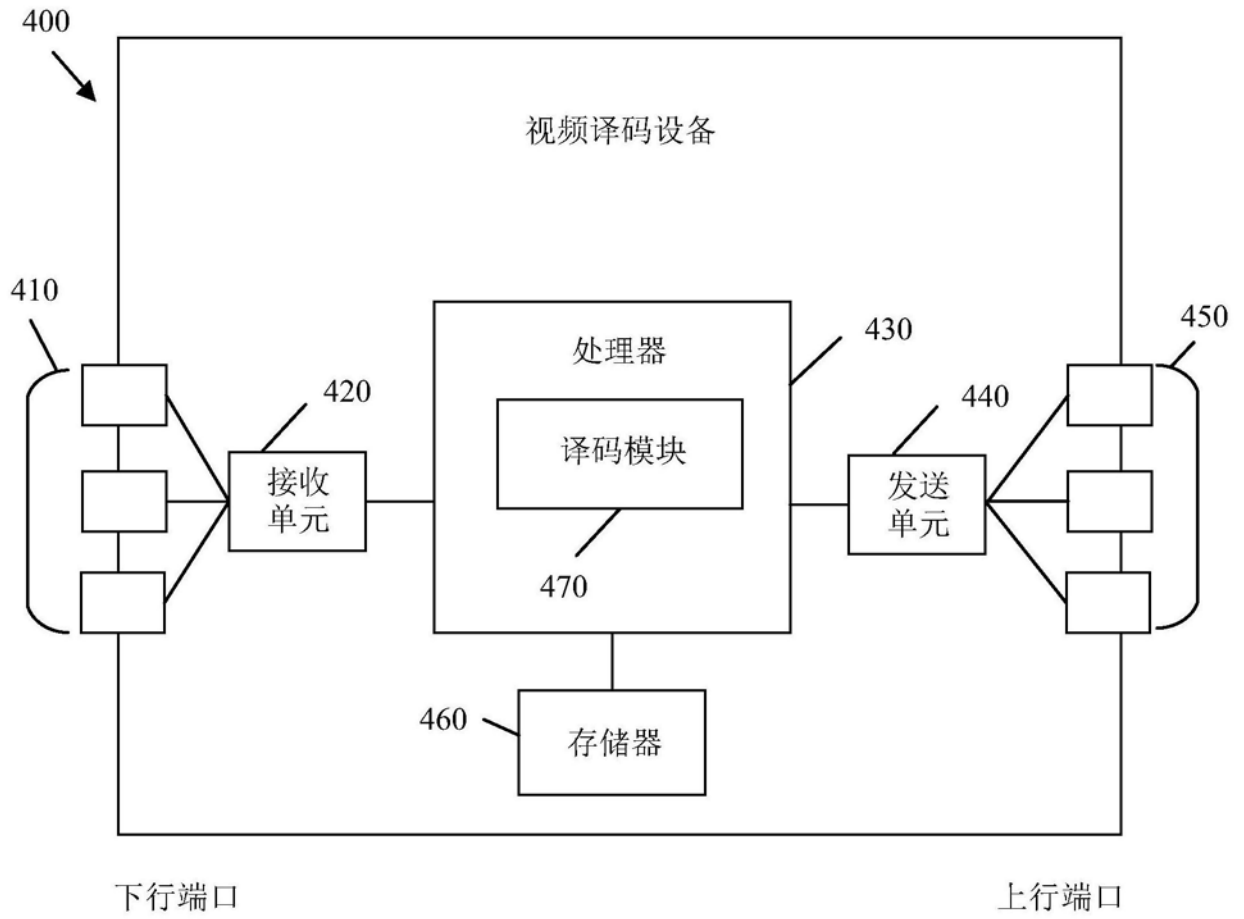 400
视频译码设备
410
处理器
430
450
420
440
译码模块
接收
单元
发送
单元
470
460
存储器
下行端口
上行端口